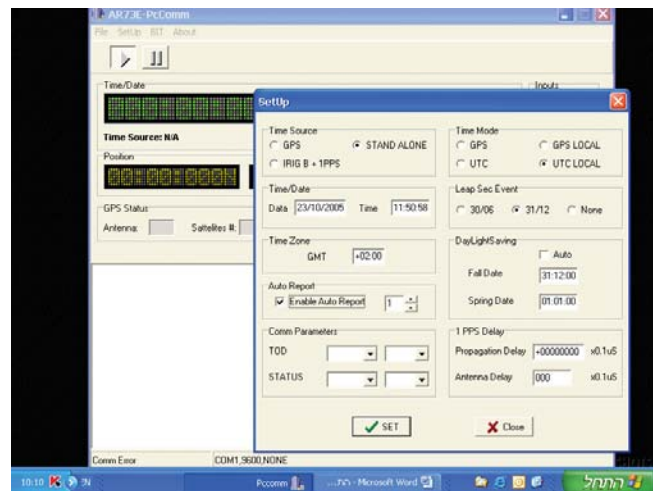 AR73E-PcComm
File SetUp BIT About
Time/Date
Inputs
Time Source: N/A
Position
GPS Status
Antenna:
Sattelites #:
SetUp
Time Source
GPS
STAND ALONE
IRIG B + 1PPS
Time Mode
GPS
GPS LOCAL
UTC
UTC LOCAL
Time/Date
Data 23/10/2005 Time 11:50:58
Leap Sec Event
30/06 31/12 None
Time Zone
GMT +02:00
DayLightSaving
Auto
Fall Date 31:12:00
Spring Date 01:01:00
Auto Report
Enable Auto Report 1
Comm Parameters
TOD
STATUS
1 PPS Delay
Propagation Delay +00000000 x0.1uS
Antenna Delay 000 x0.1uS
SET
Close
Comm Error COM1,9600,NONE
10:10 EN Pccomm Microsoft Word התחל